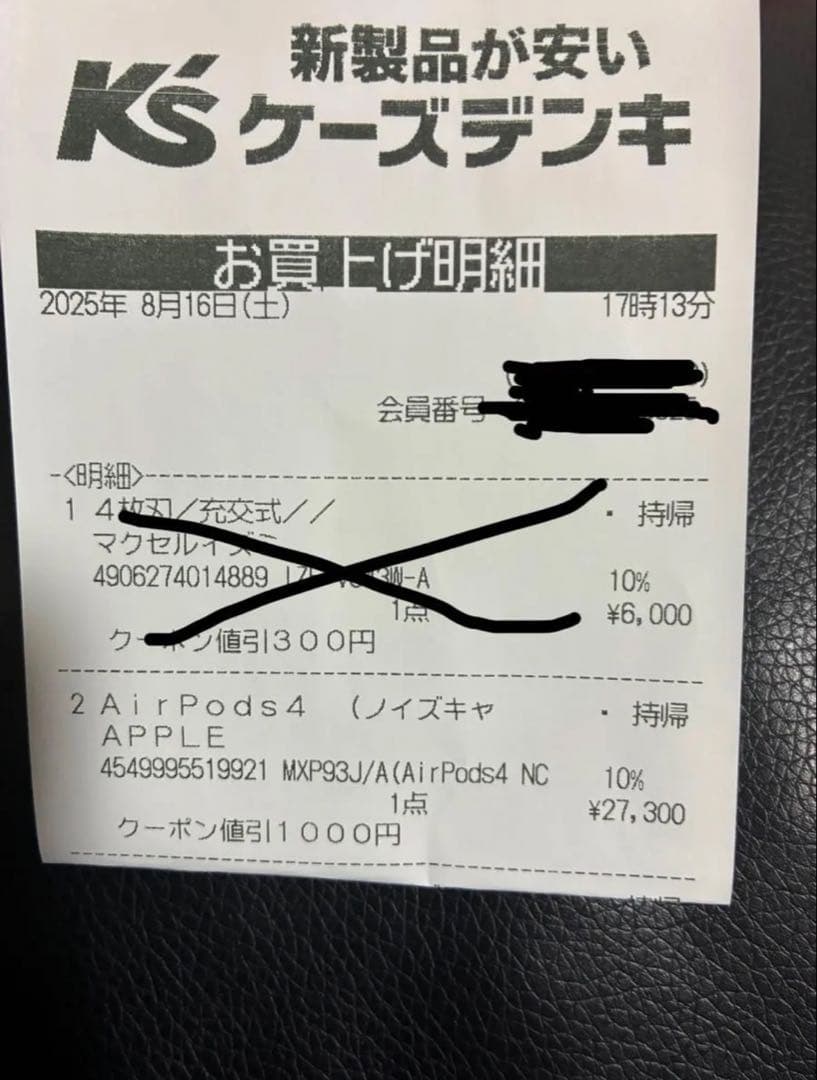 新製品が安い
K's ケーズデンキ
お買上げ明細
2025年 8月16日(土) 17時13分
会員番号
-<明細>
1 4枚刃/充交式// ・ 持帰
マクセルイズミ
4906274014889 10%
1点 ¥6,000
クーポン値引300円
2 AirPods4 (ノイズキャ ・ 持帰
APPLE
4549995519921 MXP93J/A(AirPods4 NC 10%
1点 ¥27,300
クーポン値引1000円